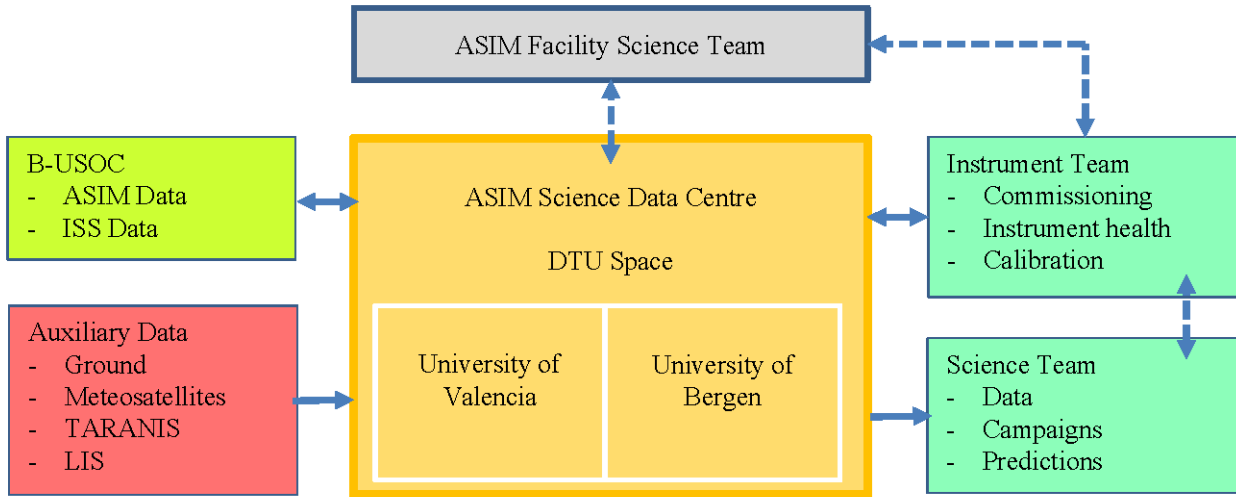 ASIM Facility Science Team
B-USOC
- ASIM Data
- ISS Data
ASIM Science Data Centre
DTU Space
Instrument Team
- Commissioning
- Instrument health
- Calibration
Auxiliary Data
- Ground
- Meteosatellites
- TARANIS
- LIS
University of
Valencia
University of
Bergen
Science Team
- Data
- Campaigns
- Predictions